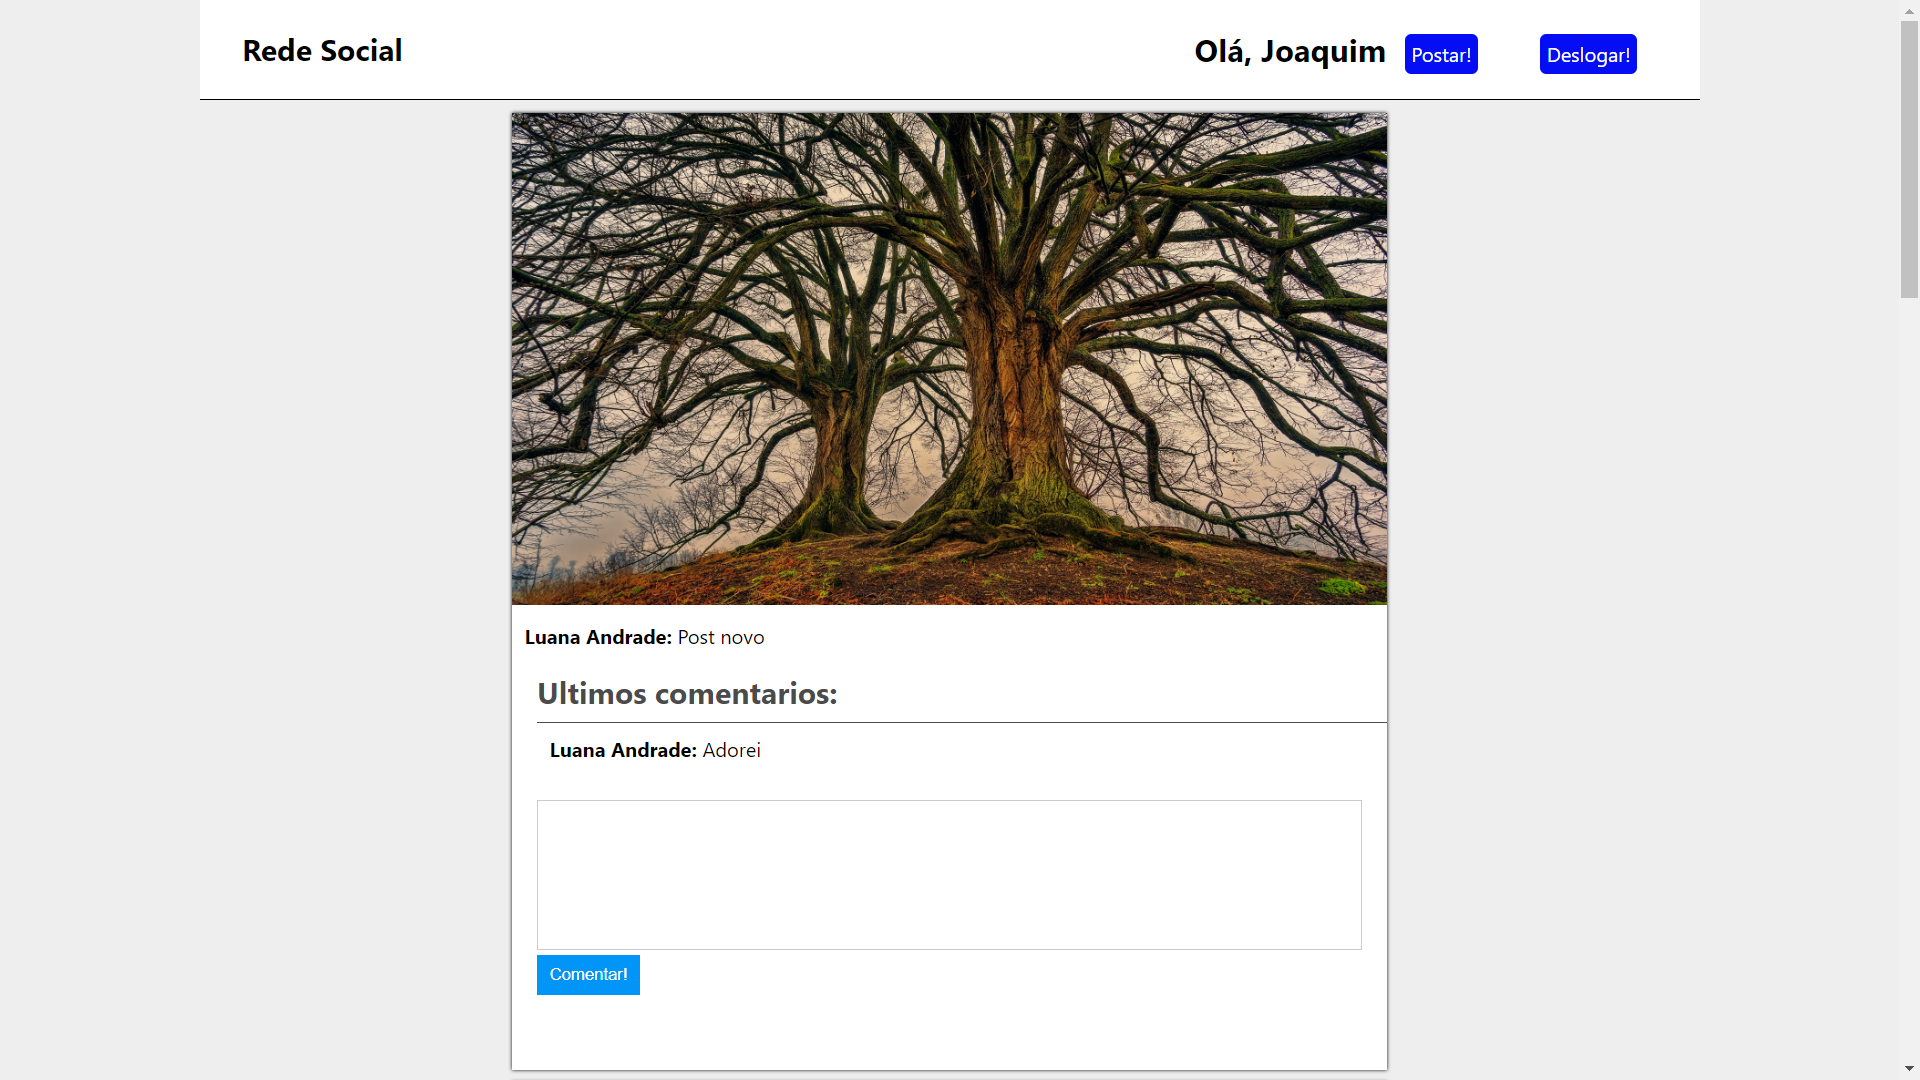 Rede Social
Olá, Joaquim
Postar!
Deslogar!
Luana Andrade: Post novo
Ultimos comentarios:
Luana Andrade: Adorei
Comentar!